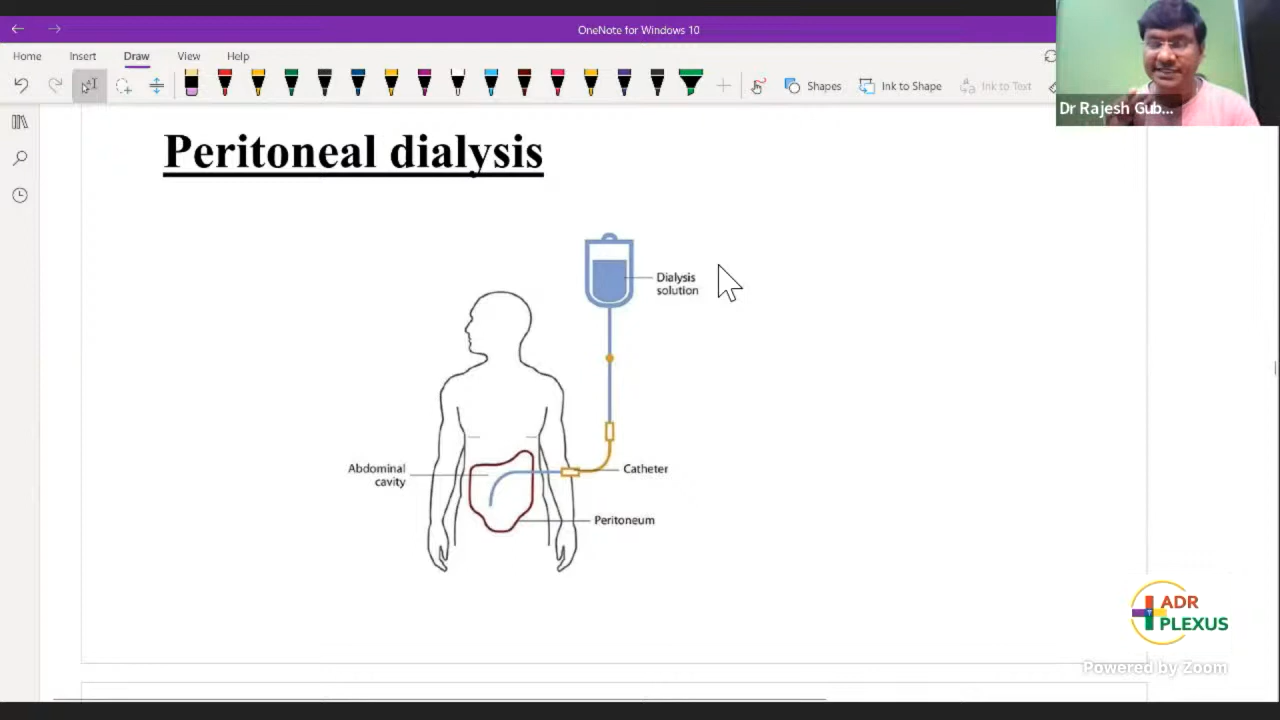 OneNote for Windows 10
Home Insert Draw View Help
Shapes Ink to Shape Ink to Text
Dr Rajesh Gub...
Peritoneal dialysis
Dialysis
solution
Abdominal
cavity
Catheter
Peritoneum
ADR
PLEXUS
Powered by Zoom